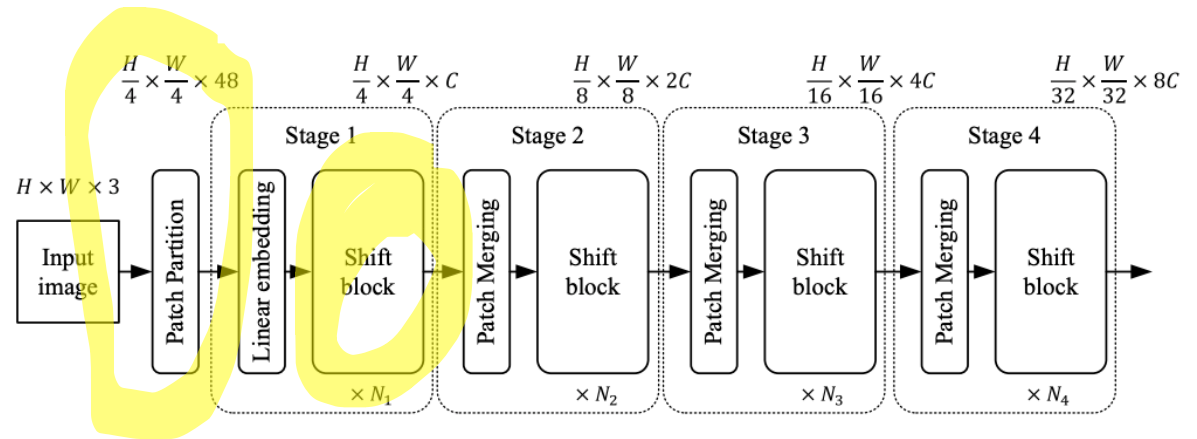 H/4 × W/4 × 48
H/4 × W/4 × C
H/8 × W/8 × 2C
H/16 × W/16 × 4C
H/32 × W/32 × 8C
Stage 1
Stage 2
Stage 3
Stage 4
H × W × 3
Input
image
Patch Partition
Linear embedding
Shift
block
× N₁
Patch Merging
Shift
block
× N₂
Patch Merging
Shift
block
× N₃
Patch Merging
Shift
block
× N₄